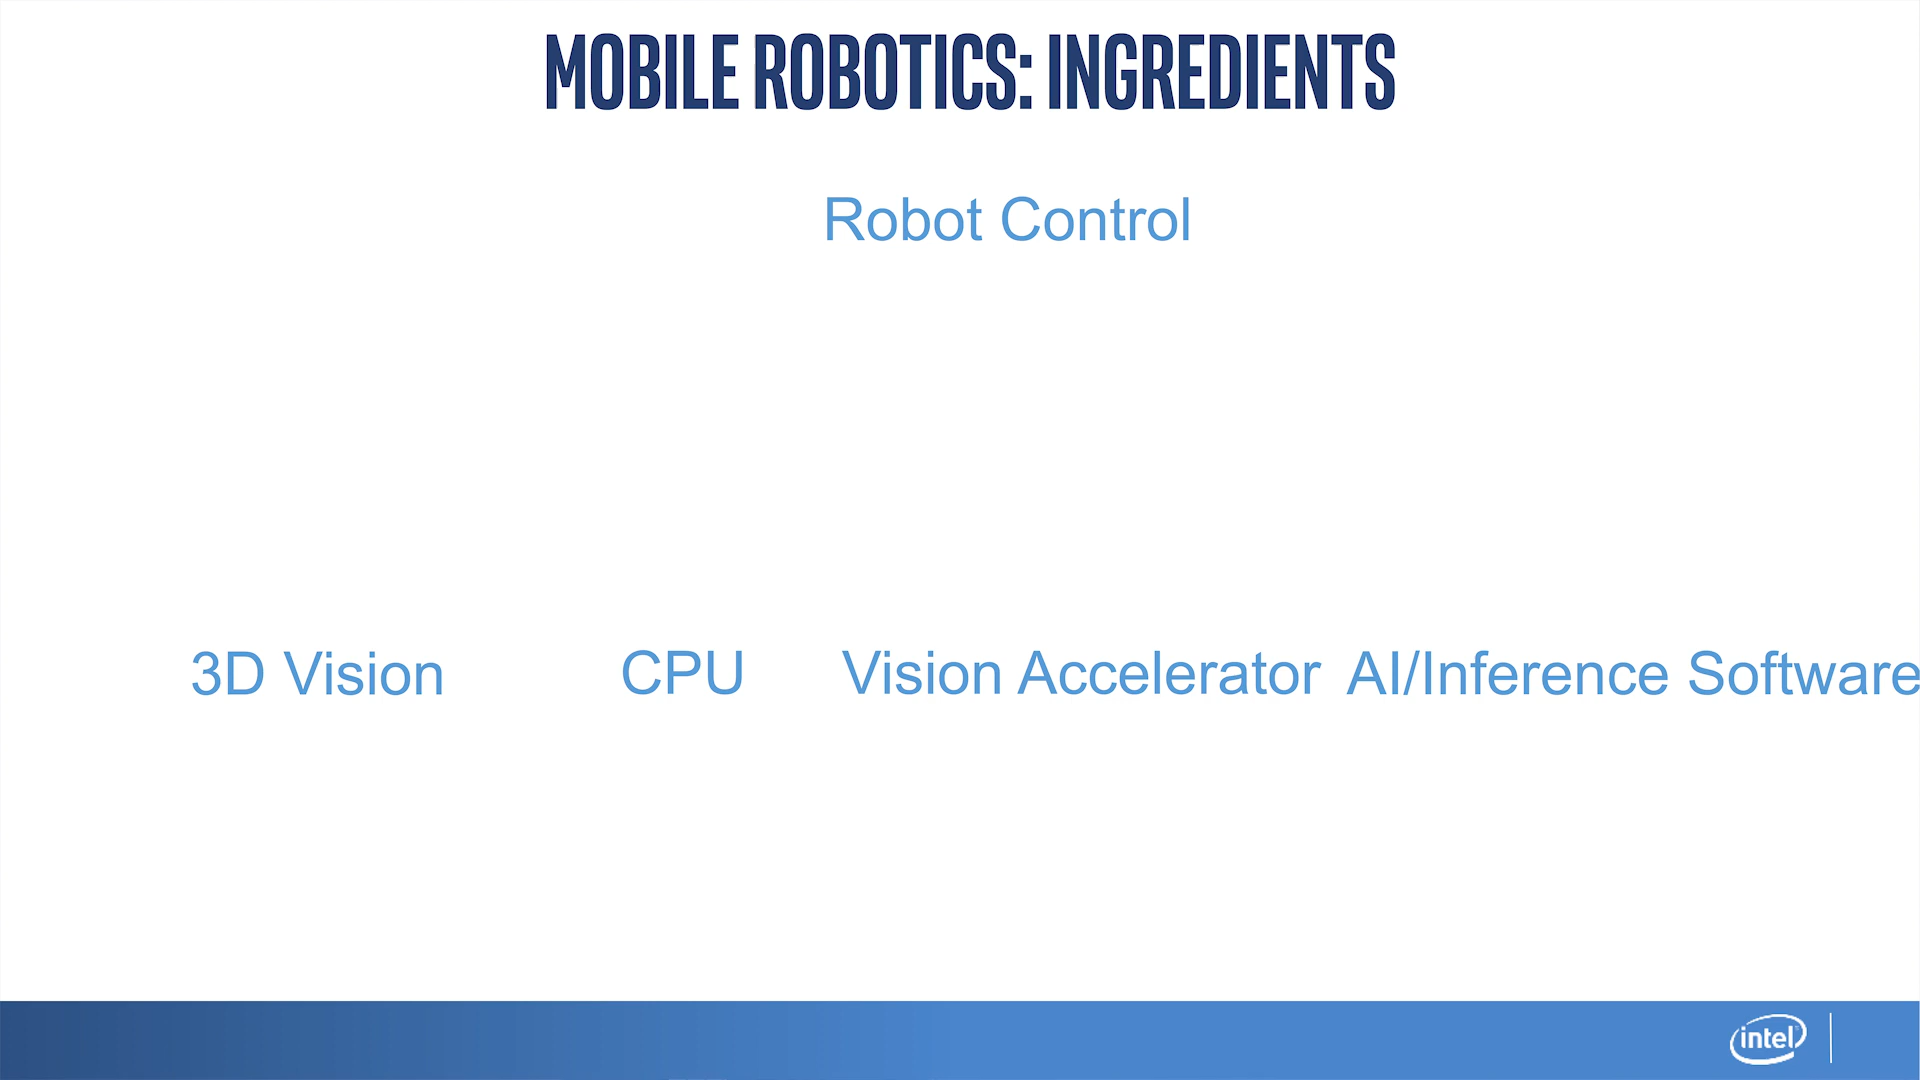 MOBILE ROBOTICS: INGREDIENTS
Robot Control
3D Vision CPU Vision Accelerator AI/Inference Software
intel